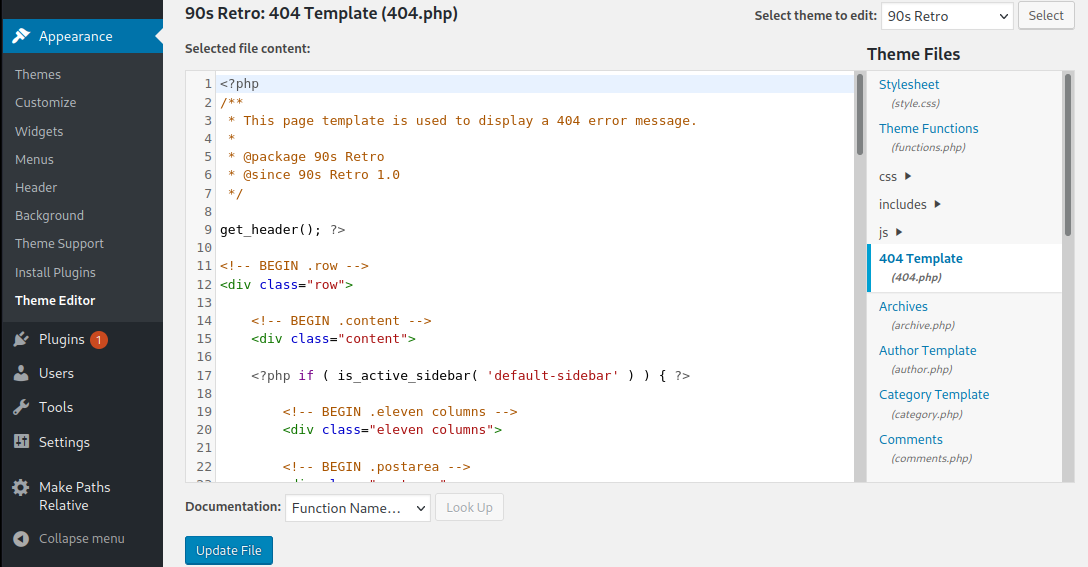 Appearance
Themes
Customize
Widgets
Menus
Header
Background
Theme Support
Install Plugins
Theme Editor
Plugins 1
Users
Tools
Settings
Make Paths
Relative
Collapse menu
90s Retro: 404 Template (404.php)
Select theme to edit: 90s Retro Select
Selected file content:
1 <?php
2 /**
3  * This page template is used to display a 404 error message.
4  *
5  * @package 90s Retro
6  * @since 90s Retro 1.0
7  */
8
9 get_header(); ?>
10
11 <!-- BEGIN .row -->
12 <div class="row">
13
14     <!-- BEGIN .content -->
15     <div class="content">
16
17     <?php if ( is_active_sidebar( 'default-sidebar' ) ) { ?>
18
19         <!-- BEGIN .eleven columns -->
20         <div class="eleven columns">
21
22         <!-- BEGIN .postarea -->
Theme Files
Stylesheet
(style.css)
Theme Functions
(functions.php)
css
includes
js
404 Template
(404.php)
Archives
(archive.php)
Author Template
(author.php)
Category Template
(category.php)
Comments
(comments.php)
Documentation: Function Name... Look Up
Update File